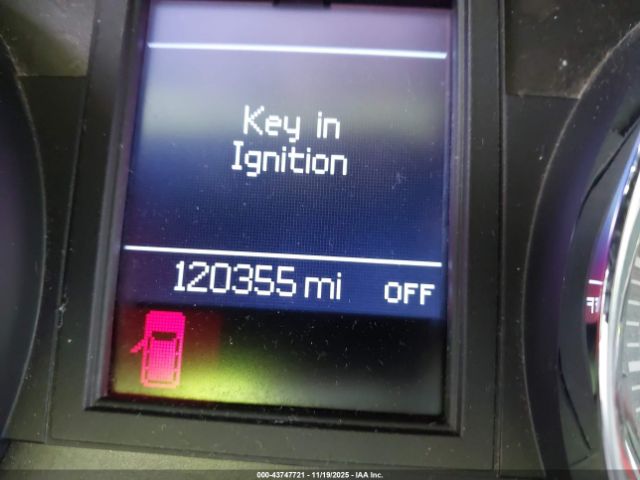 Key in
Ignition
120355 mi OFF
000-43747721 - 11/19/2025 - IAA Inc.